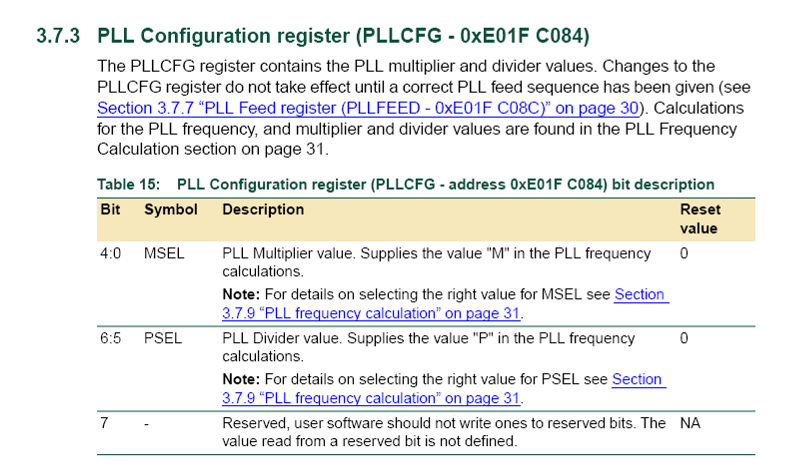 3.7.3 PLL Configuration register (PLLCFG - 0xE01F C084)
The PLLCFG register contains the PLL multiplier and divider values. Changes to the
PLLCFG register do not take effect until a correct PLL feed sequence has been given (see
Section 3.7.7 “PLL Feed register (PLLFEED - 0xE01F C08C)” on page 30). Calculations
for the PLL frequency, and multiplier and divider values are found in the PLL Frequency
Calculation section on page 31.
Table 15: PLL Configuration register (PLLCFG - address 0xE01F C084) bit description
Bit Symbol Description Reset
value
4:0 MSEL PLL Multiplier value. Supplies the value "M" in the PLL frequency 0
calculations.
Note: For details on selecting the right value for MSEL see Section
3.7.9 “PLL frequency calculation” on page 31.
6:5 PSEL PLL Divider value. Supplies the value "P" in the PLL frequency 0
calculations.
Note: For details on selecting the right value for PSEL see Section
3.7.9 “PLL frequency calculation” on page 31.
7 - Reserved, user software should not write ones to reserved bits. The NA
value read from a reserved bit is not defined.